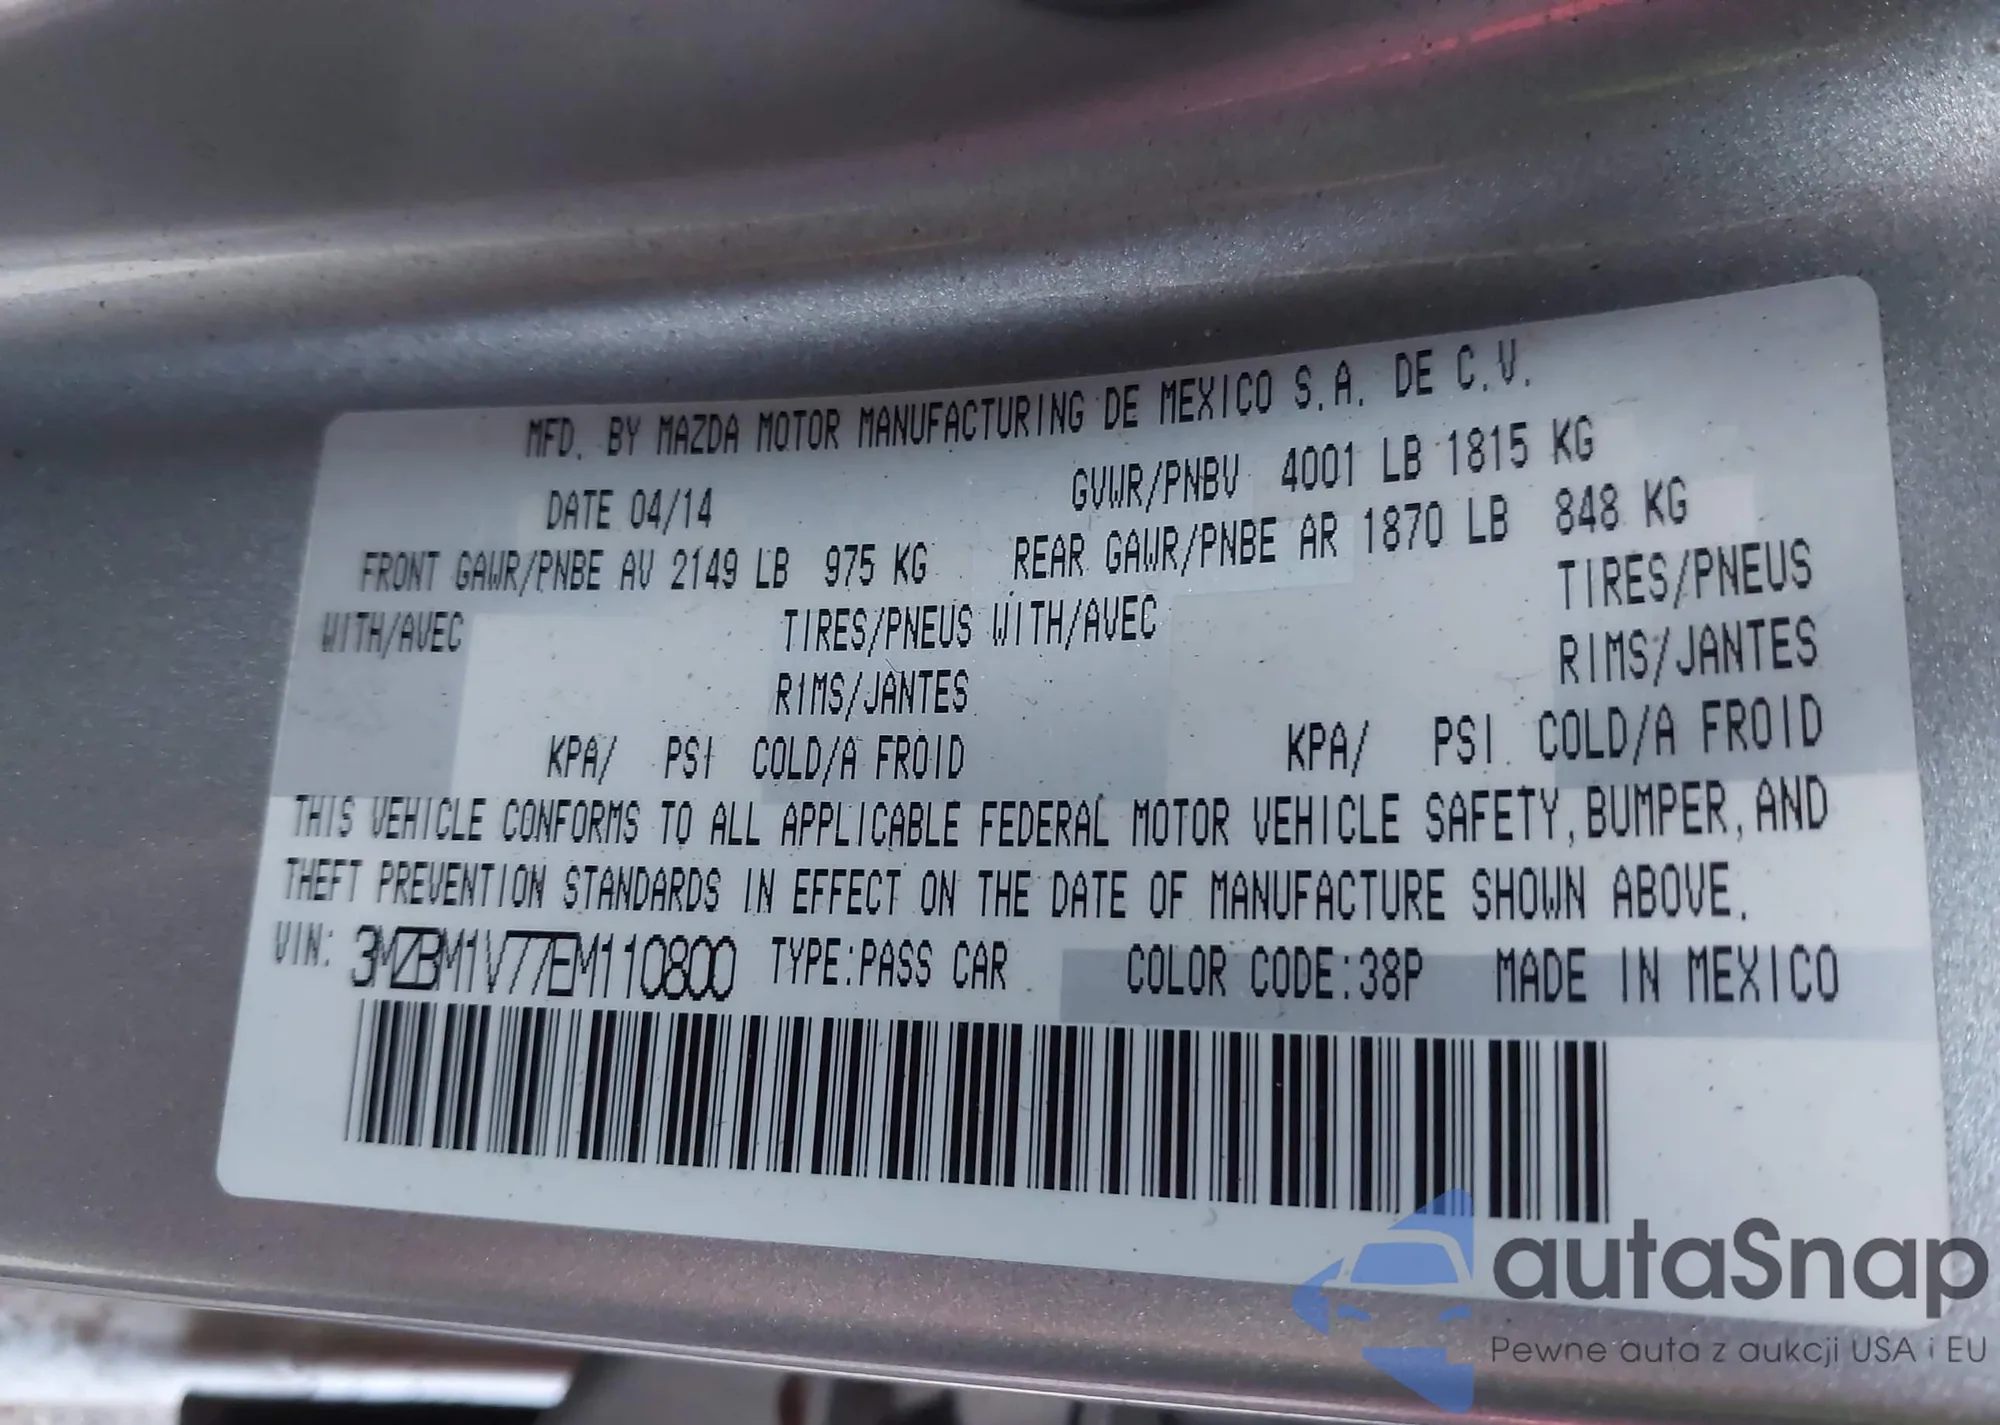 MFD. BY MAZDA MOTOR MANUFACTURING DE MEXICO S.A. DE C.V.
DATE 04/14 GVWR/PNBV 4001 LB 1815 KG
FRONT GAWR/PNBE AV 2149 LB 975 KG REAR GAWR/PNBE AR 1870 LB 848 KG
WITH/AVEC TIRES/PNEUS WITH/AVEC TIRES/PNEUS
RIMS/JANTES RIMS/JANTES
KPA/ PSI COLD/A FROID KPA/ PSI COLD/A FROID
THIS VEHICLE CONFORMS TO ALL APPLICABLE FEDERAL MOTOR VEHICLE SAFETY, BUMPER, AND
THEFT PREVENTION STANDARDS IN EFFECT ON THE DATE OF MANUFACTURE SHOWN ABOVE.
VIN: 3MZBM1V77EM110800 TYPE:PASS CAR COLOR CODE:38P MADE IN MEXICO
autaSnap
Pewne auta z aukcji USA i EU